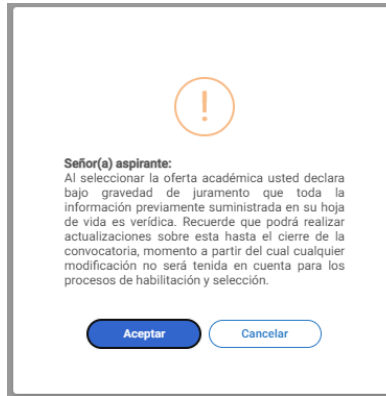 !
Señor(a) aspirante:
Al seleccionar la oferta académica usted declara
bajo gravedad de juramento que toda la
información previamente suministrada en su hoja
de vida es verídica. Recuerde que podrá realizar
actualizaciones sobre esta hasta el cierre de la
convocatoria, momento a partir del cual cualquier
modificación no será tenida en cuenta para los
procesos de habilitación y selección.
Aceptar
Cancelar